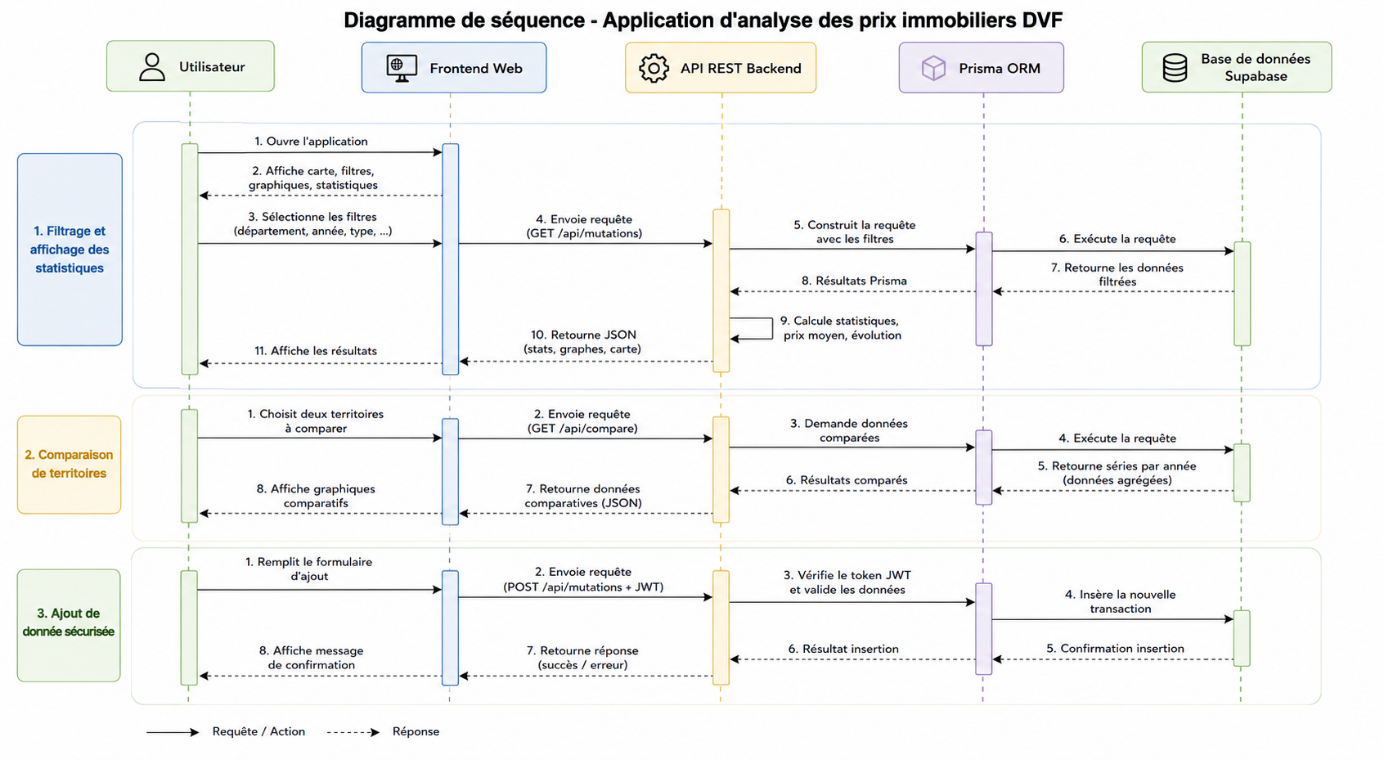 Diagramme de séquence - Application d'analyse des prix immobiliers DVF
Utilisateur
Frontend Web
API REST Backend
Prisma ORM
Base de données
Supabase
1. Filtrage et
affichage des
statistiques
1. Ouvre l'application
2. Affiche carte, filtres,
graphiques, statistiques
3. Sélectionne les filtres
(département, année, type, ...)
4. Envoie requête
(GET /api/mutations)
5. Construit la requête
avec les filtres
6. Exécute la requête
7. Retourne les données
filtrées
8. Résultats Prisma
9. Calcule statistiques,
prix moyen, évolution
10. Retourne JSON
(stats, graphes, carte)
11. Affiche les résultats
2. Comparaison
de territoires
1. Choisit deux territoires
à comparer
2. Envoie requête
(GET /api/compare)
3. Demande données
comparées
4. Exécute la requête
5. Retourne séries par année
(données agrégées)
6. Résultats comparés
7. Retourne données
comparatives (JSON)
8. Affiche graphiques
comparatifs
3. Ajout de
donnée sécurisée
1. Remplit le formulaire
d'ajout
2. Envoie requête
(POST /api/mutations + JWT)
3. Vérifie le token JWT
et valide les données
4. Insère la nouvelle
transaction
5. Confirmation insertion
6. Résultat insertion
7. Retourne réponse
(succès / erreur)
8. Affiche message
de confirmation
Requête / Action
Réponse